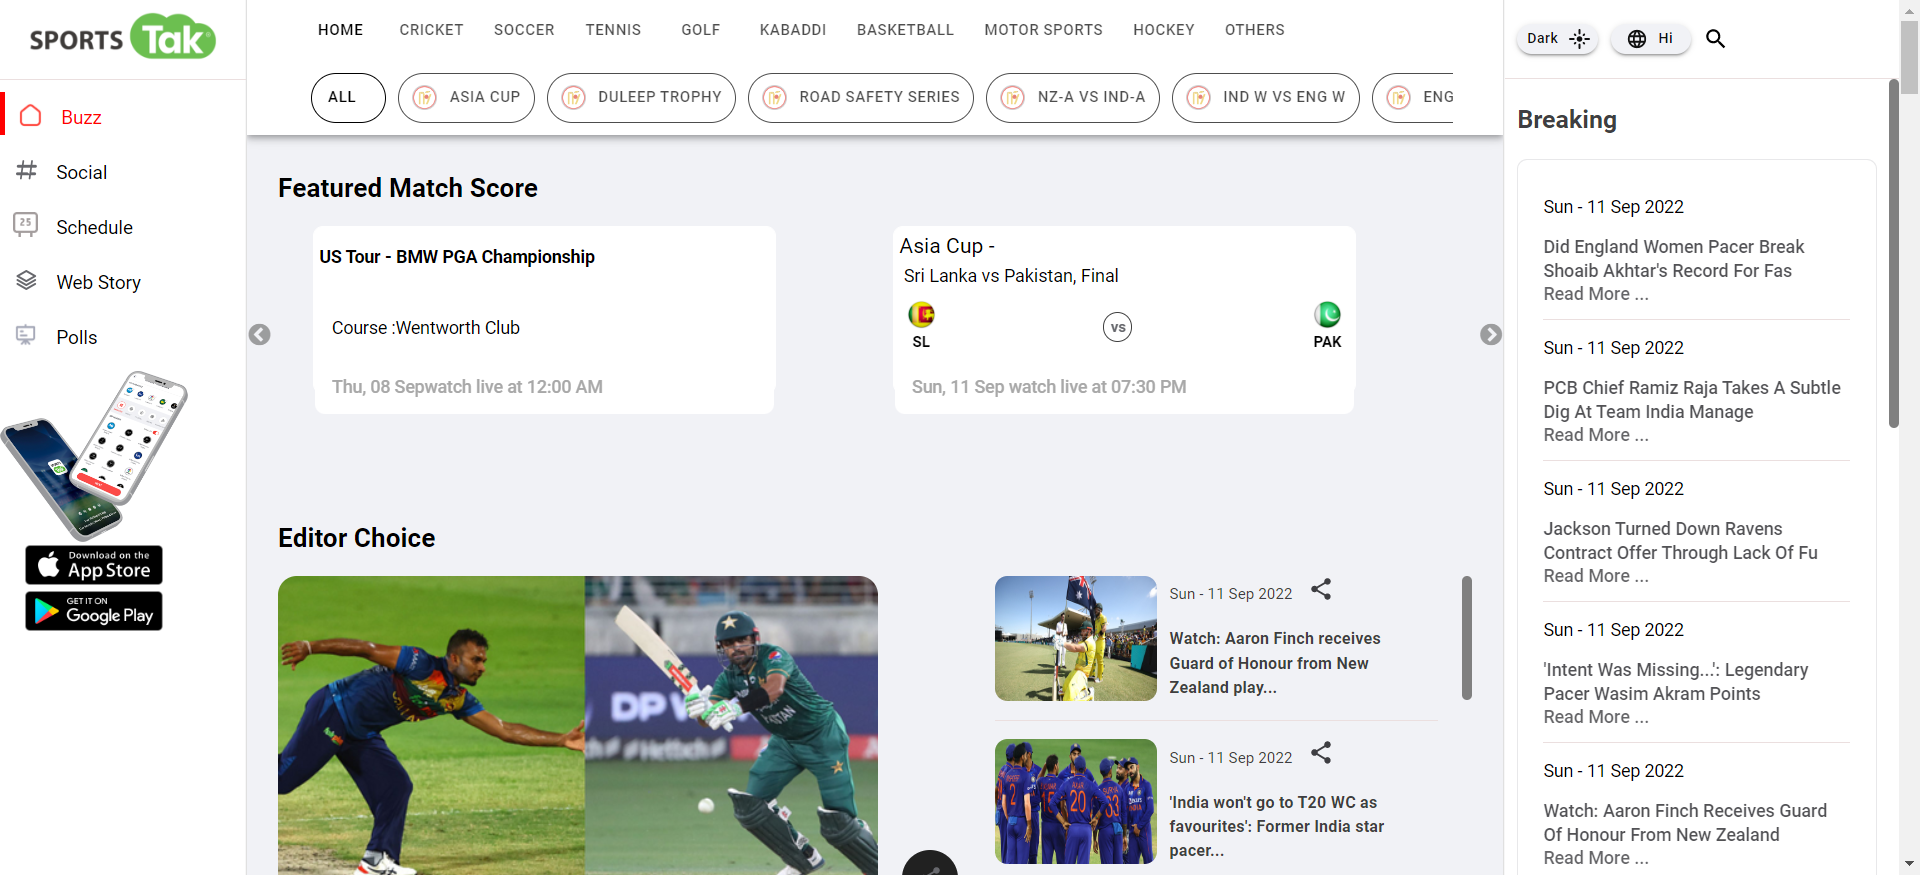 SPORTS Tak
HOME CRICKET SOCCER TENNIS GOLF KABADDI BASKETBALL MOTOR SPORTS HOCKEY OTHERS
Dark Hi
ALL ASIA CUP DULEEP TROPHY ROAD SAFETY SERIES NZ-A VS IND-A IND W VS ENG W ENG
Buzz
Social
25
Schedule
Web Story
Polls
Download on the
App Store
GET IT ON
Google Play
Featured Match Score
US Tour - BMW PGA Championship
Course :Wentworth Club
Thu, 08 Sepwatch live at 12:00 AM
Asia Cup -
Sri Lanka vs Pakistan, Final
SL vs PAK
Sun, 11 Sep watch live at 07:30 PM
Editor Choice
Sun - 11 Sep 2022
Watch: Aaron Finch receives
Guard of Honour from New
Zealand play...
Sun - 11 Sep 2022
'India won't go to T20 WC as
favourites': Former India star
pacer...
Breaking
Sun - 11 Sep 2022
Did England Women Pacer Break
Shoaib Akhtar's Record For Fas
Read More ...
Sun - 11 Sep 2022
PCB Chief Ramiz Raja Takes A Subtle
Dig At Team India Manage
Read More ...
Sun - 11 Sep 2022
Jackson Turned Down Ravens
Contract Offer Through Lack Of Fu
Read More ...
Sun - 11 Sep 2022
'Intent Was Missing...': Legendary
Pacer Wasim Akram Points
Read More ...
Sun - 11 Sep 2022
Watch: Aaron Finch Receives Guard
Of Honour From New Zealand
Read More ...